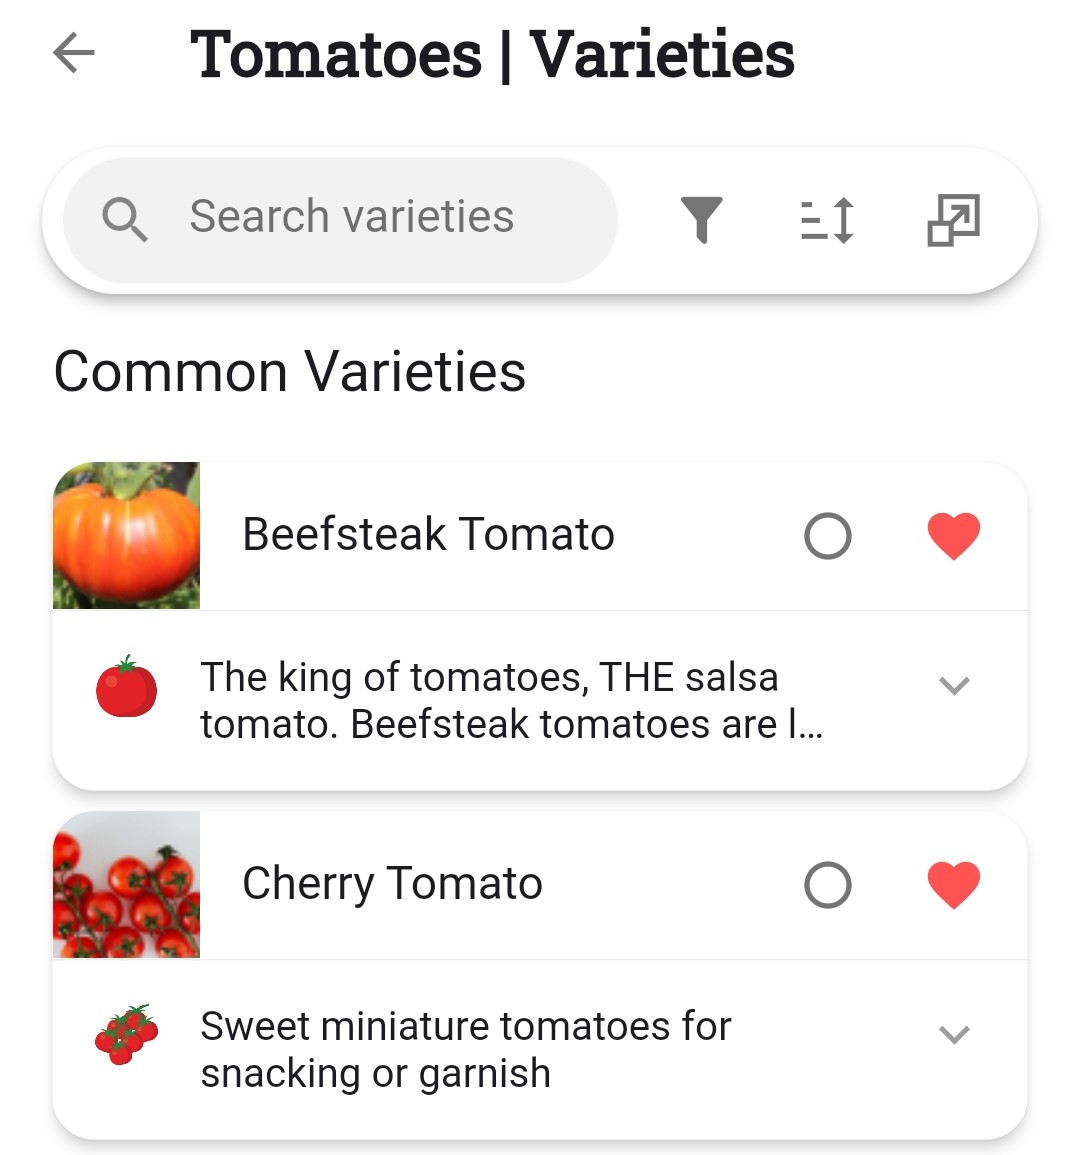 Tomatoes | Varieties
Search varieties
Common Varieties
Beefsteak Tomato
The king of tomatoes, THE salsa
tomato. Beefsteak tomatoes are l...
Cherry Tomato
Sweet miniature tomatoes for
snacking or garnish